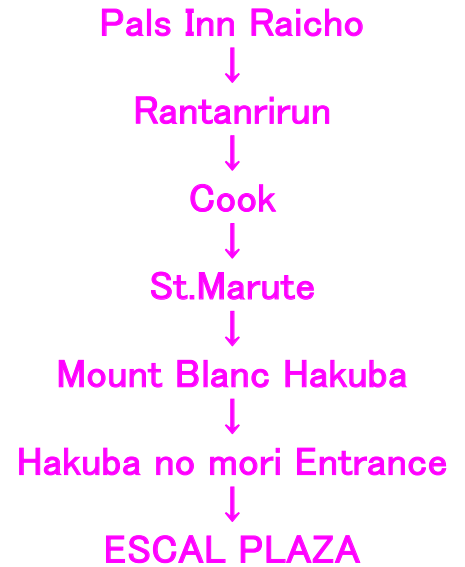 Pals Inn Raicho
↓
Rantanrirun
↓
Cook
↓
St.Marute
↓
Mount Blanc Hakuba
↓
Hakuba no mori Entrance
↓
ESCAL PLAZA